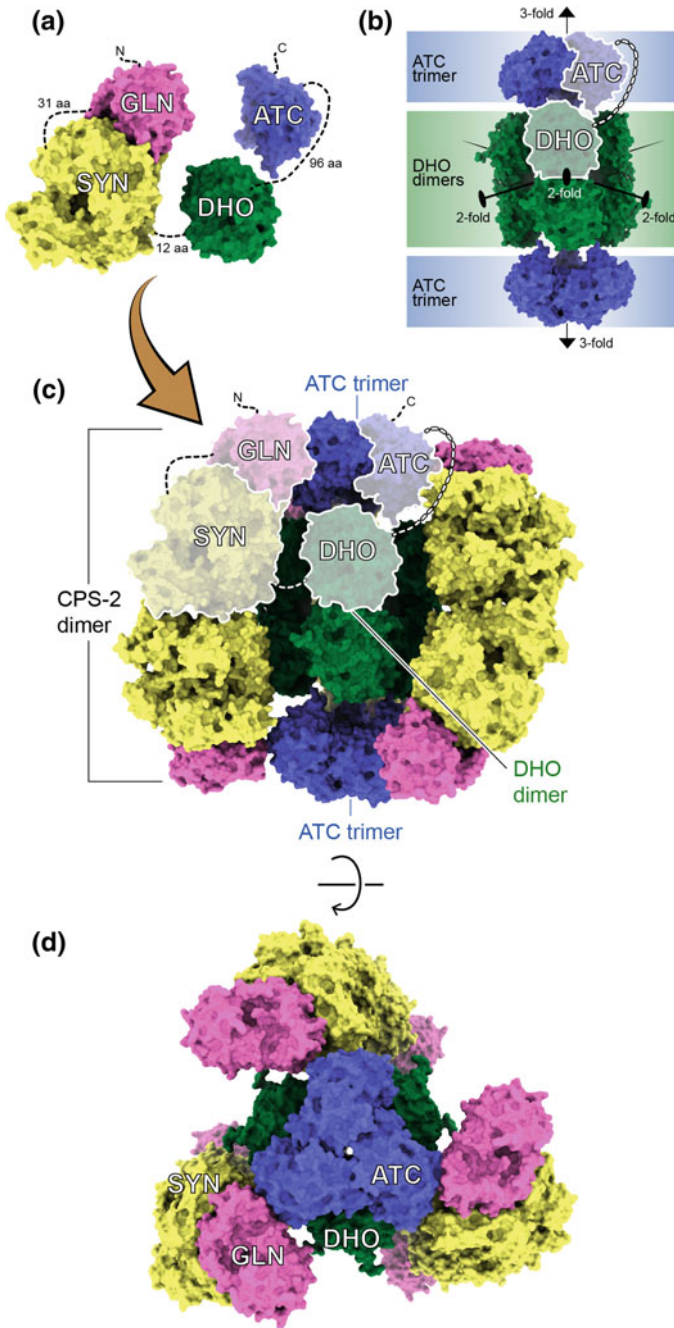 (a)
N
GLN
31 aa
SYN
12 aa
C
ATC
96 aa
DHO
(b)
3-fold
ATC
trimer
ATC
DHO
DHO
dimers
2-fold
2-fold
2-fold
ATC
trimer
3-fold
(c)
ATC trimer
N
GLN
C
ATC
SYN
DHO
CPS-2
dimer
DHO
dimer
ATC trimer
(d)
SYN
ATC
GLN
DHO